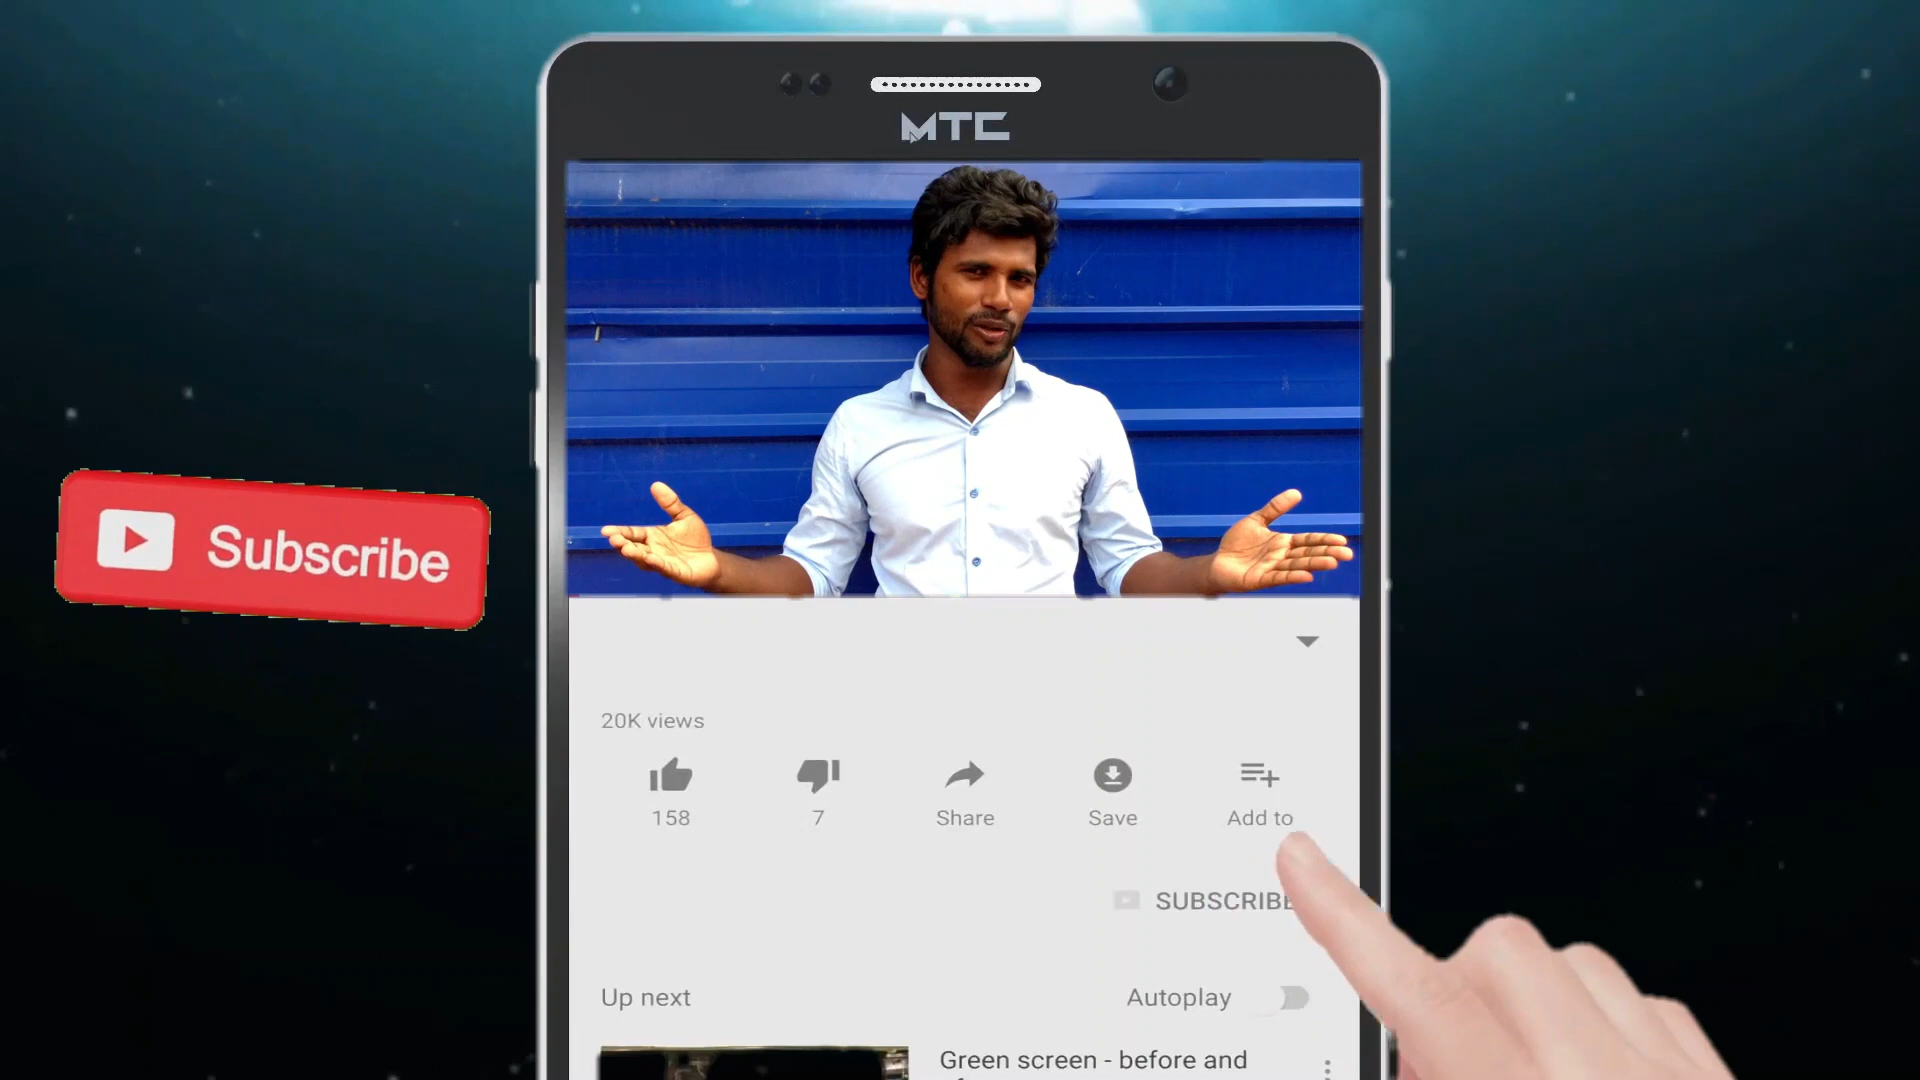 MTC
Subscribe
20K views
158
7
Share
Save
Add to
SUBSCRIBE
Up next
Autoplay
Green screen - before and